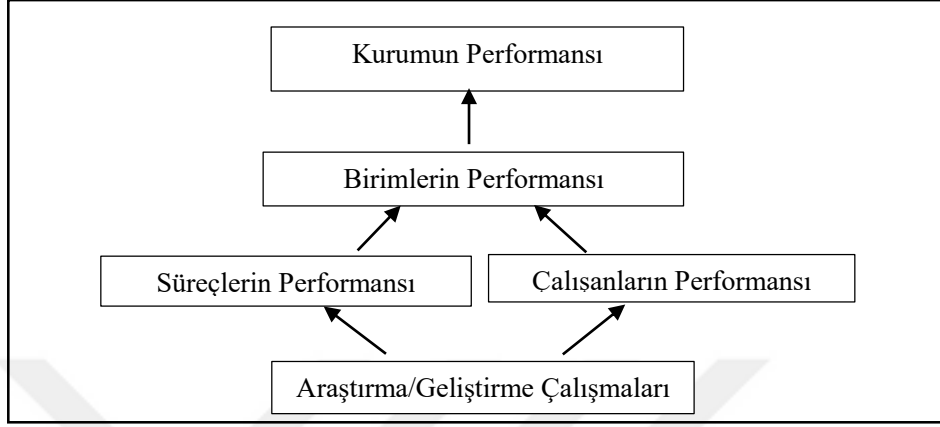 Kurumun Performansı
Birimlerin Performansı
Süreçlerin Performansı
Çalışanların Performansı
Araştırma/Geliştirme Çalışmaları